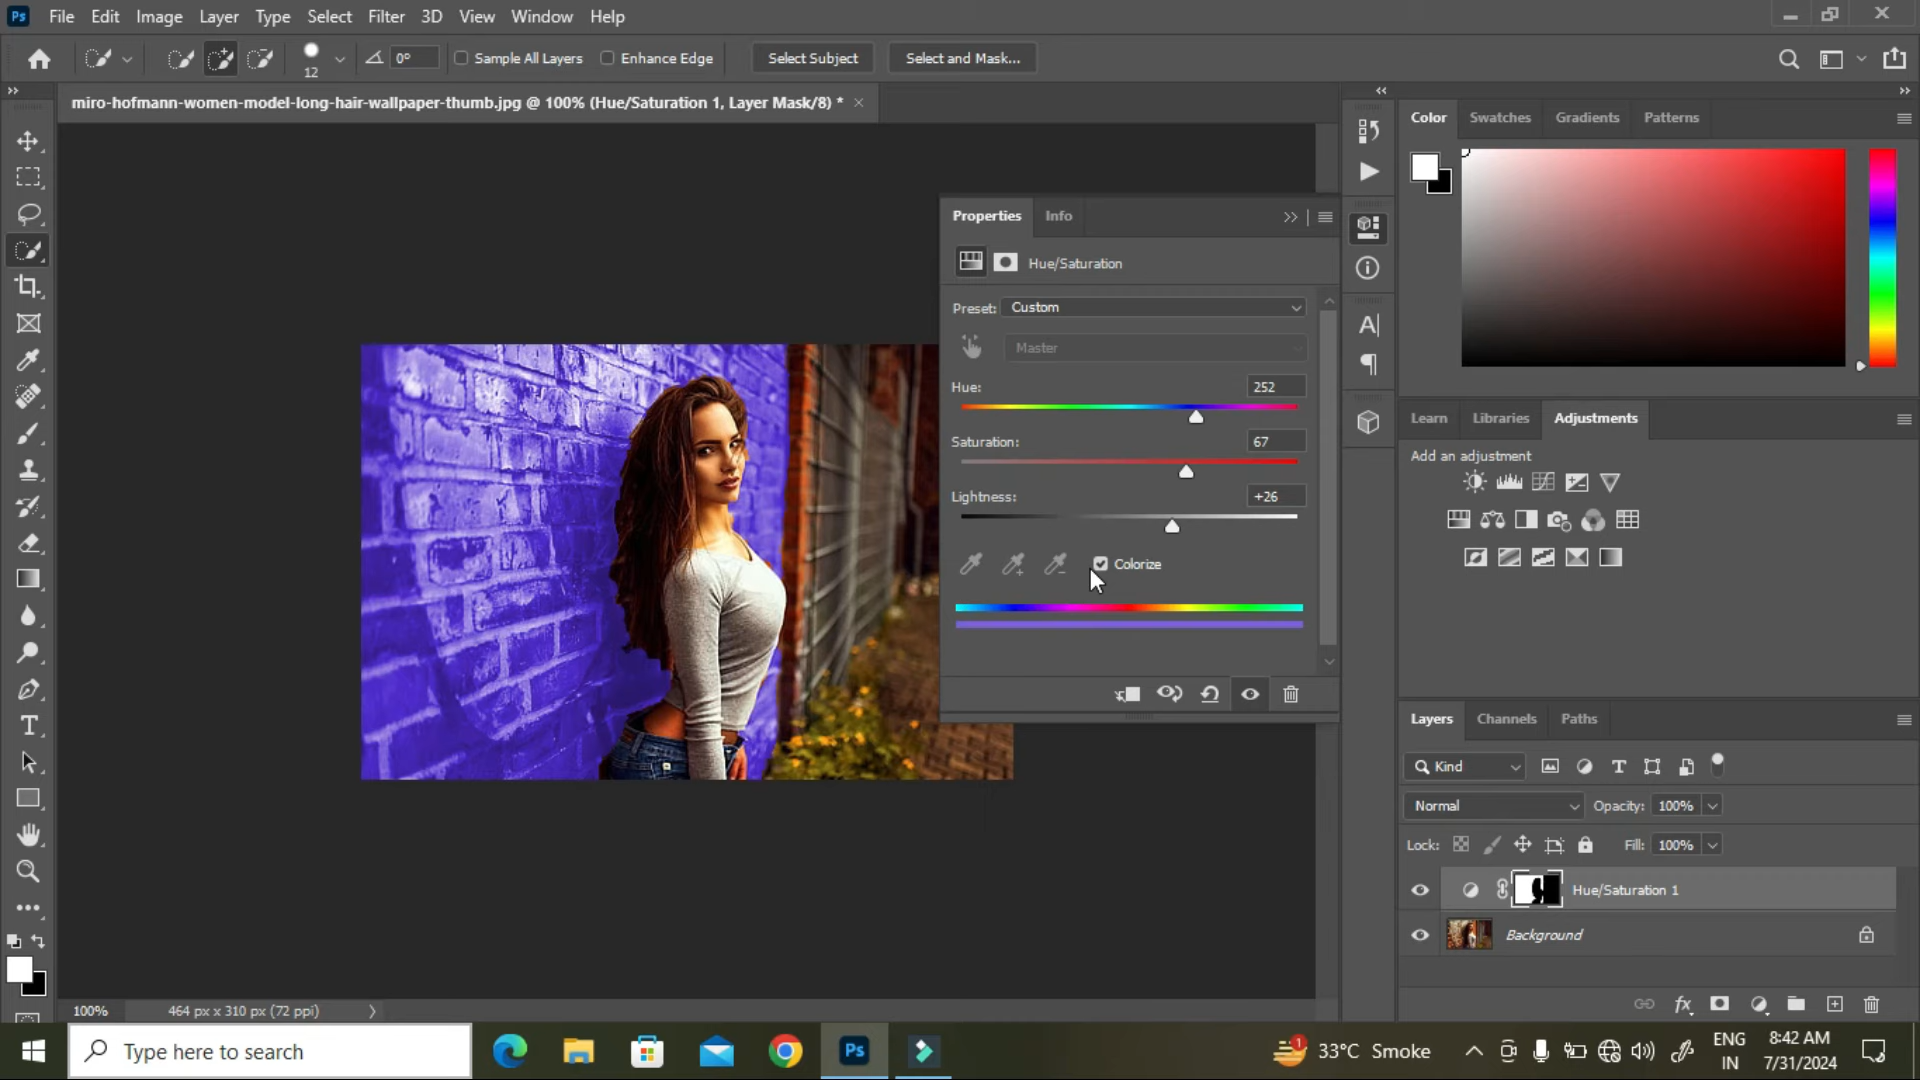 Ps File Edit Image Layer Type Select Filter 3D View Window Help
12 0° Sample All Layers Enhance Edge Select Subject Select and Mask...
miro-hofmann-women-model-long-hair-wallpaper-thumb.jpg @ 100% (Hue/Saturation 1, Layer Mask/8) *
Color Swatches Gradients Patterns
Properties Info
Hue/Saturation
Preset: Custom
Master
Hue: 252
Saturation: 67
Lightness: +26
Colorize
Learn Libraries Adjustments
Add an adjustment
Layers Channels Paths
Kind
Normal Opacity: 100%
Lock: Fill: 100%
Hue/Saturation 1
Background
100% 464 px x 310 px (72 ppi)
Type here to search
Ps
1 33°C Smoke
ENG
IN
8:42 AM
7/31/2024